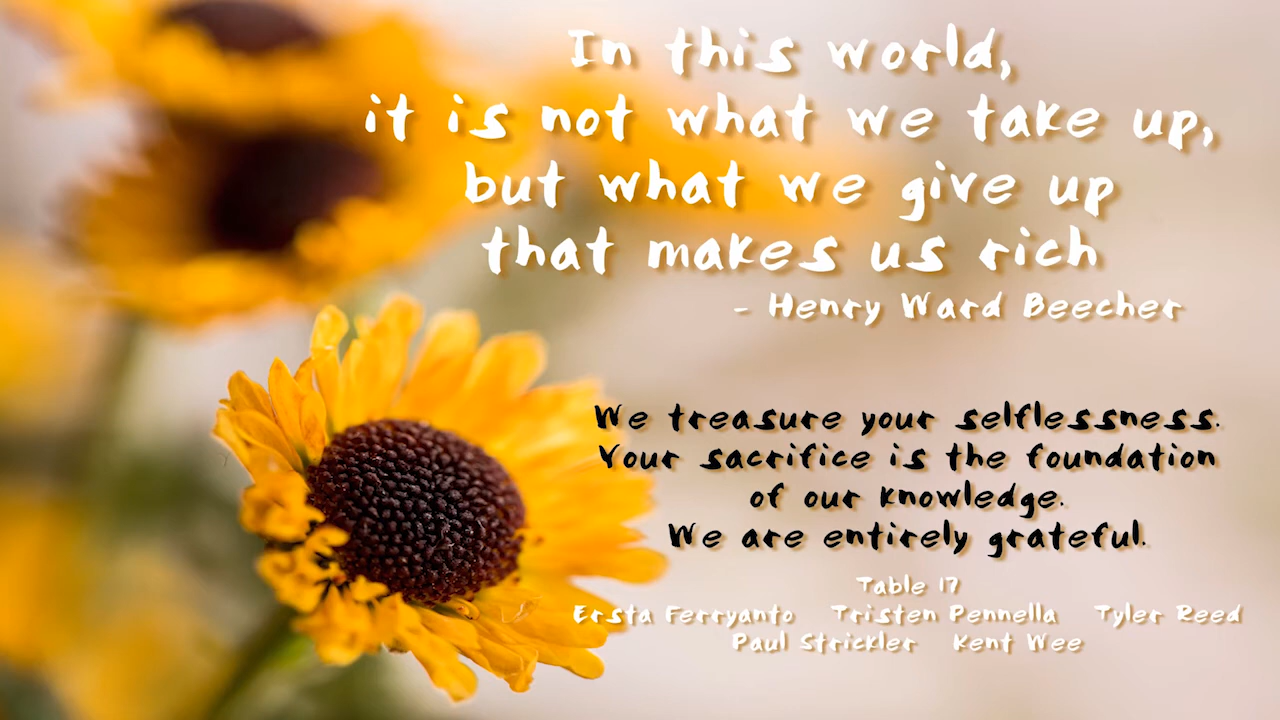 In this world,
it is not what we take up,
but what we give up
that makes us rich
- Henry Ward Beecher
We treasure your selflessness.
Your sacrifice is the foundation
of our knowledge.
We are entirely grateful.
Table 17
Ersta Ferryanto Tristen Pennella Tyler Reed
Paul Strickler Kent Wee